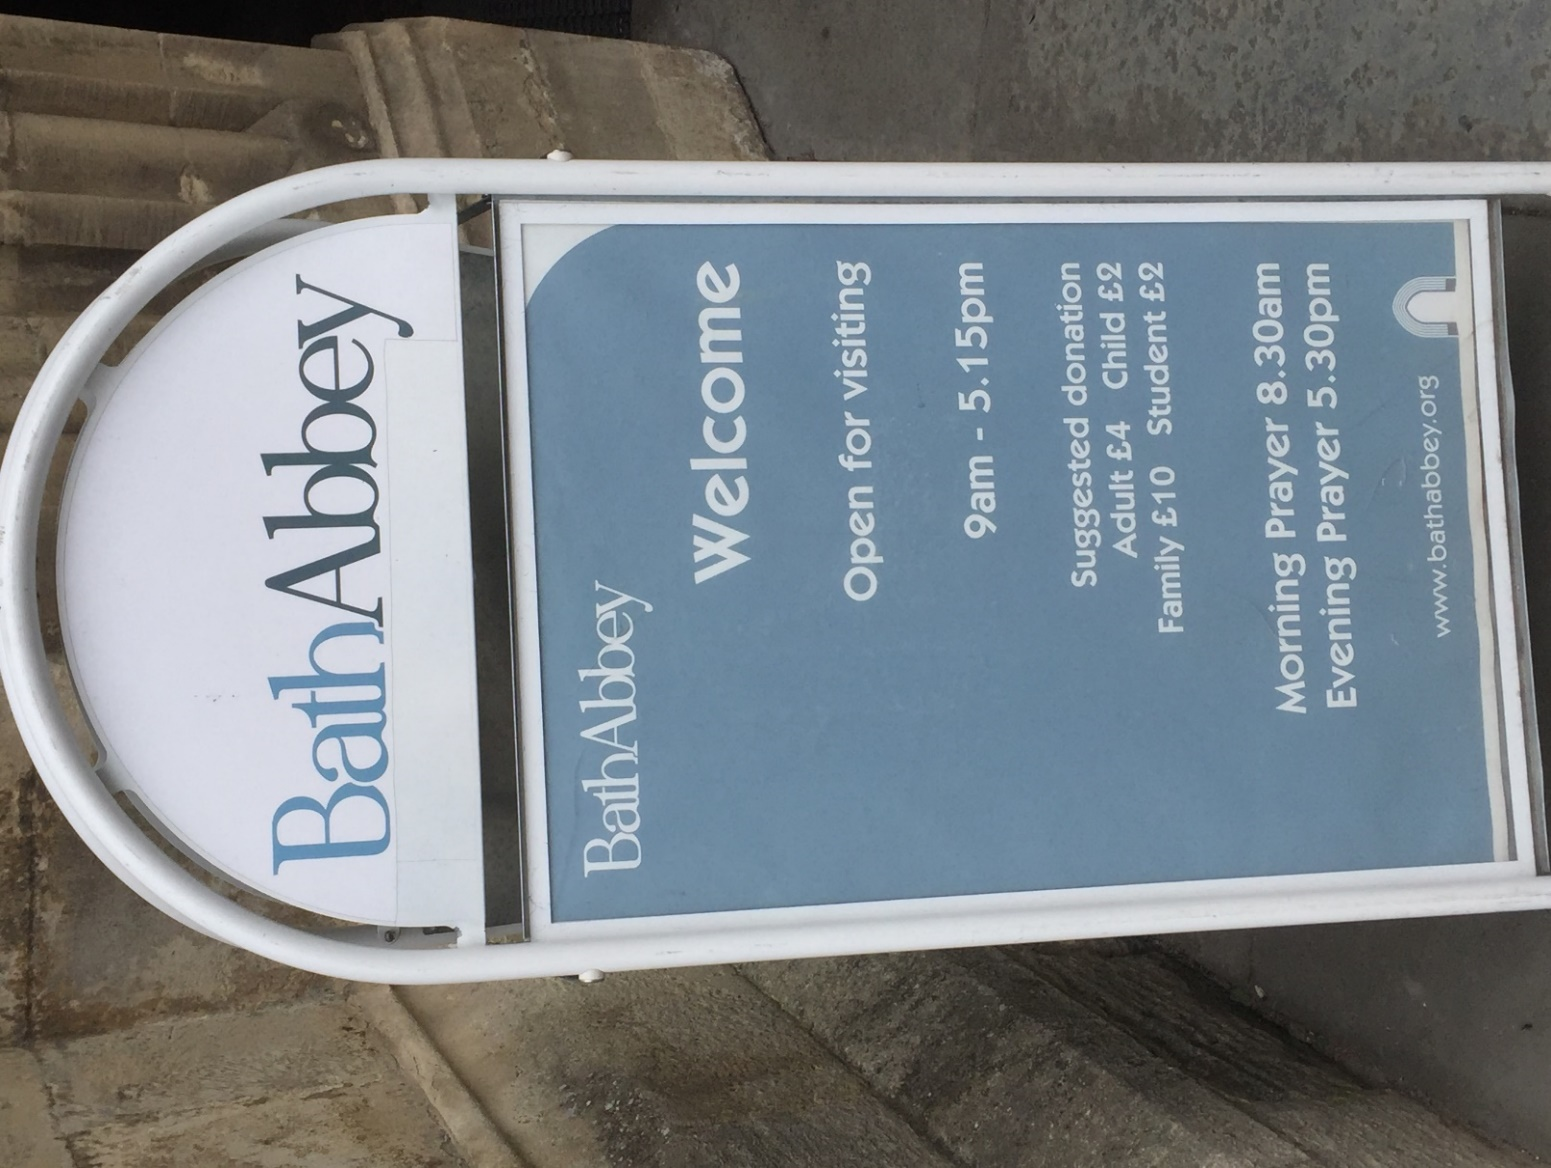 BathAbbey
BathAbbey
Welcome
Open for visiting
9am - 5.15pm
Suggested donation
Adult £4 Child £2
Family £10 Student £2
Morning Prayer 8.30am
Evening Prayer 5.30pm
www.bathabbey.org